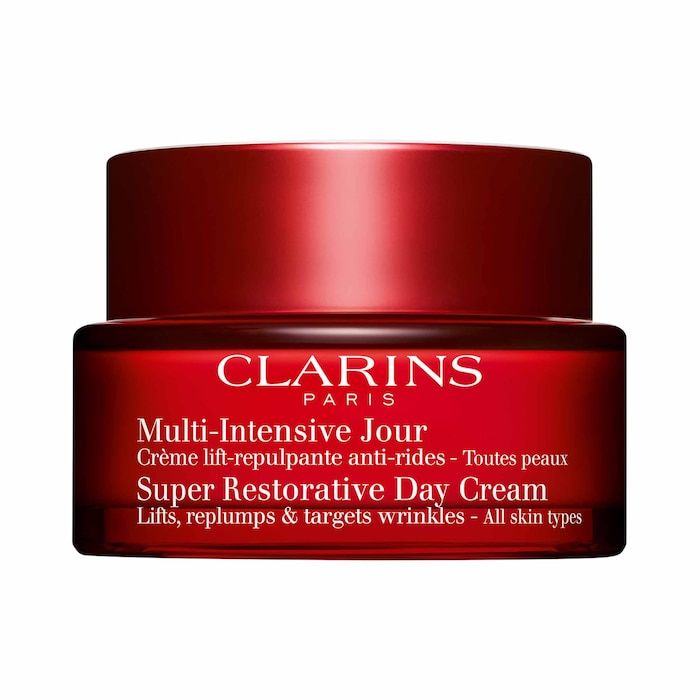 CLARINS
PARIS
Multi-Intensive Jour
Crème lift-repulpante anti-rides - Toutes peaux
Super Restorative Day Cream
Lifts, replumps & targets wrinkles - All skin types